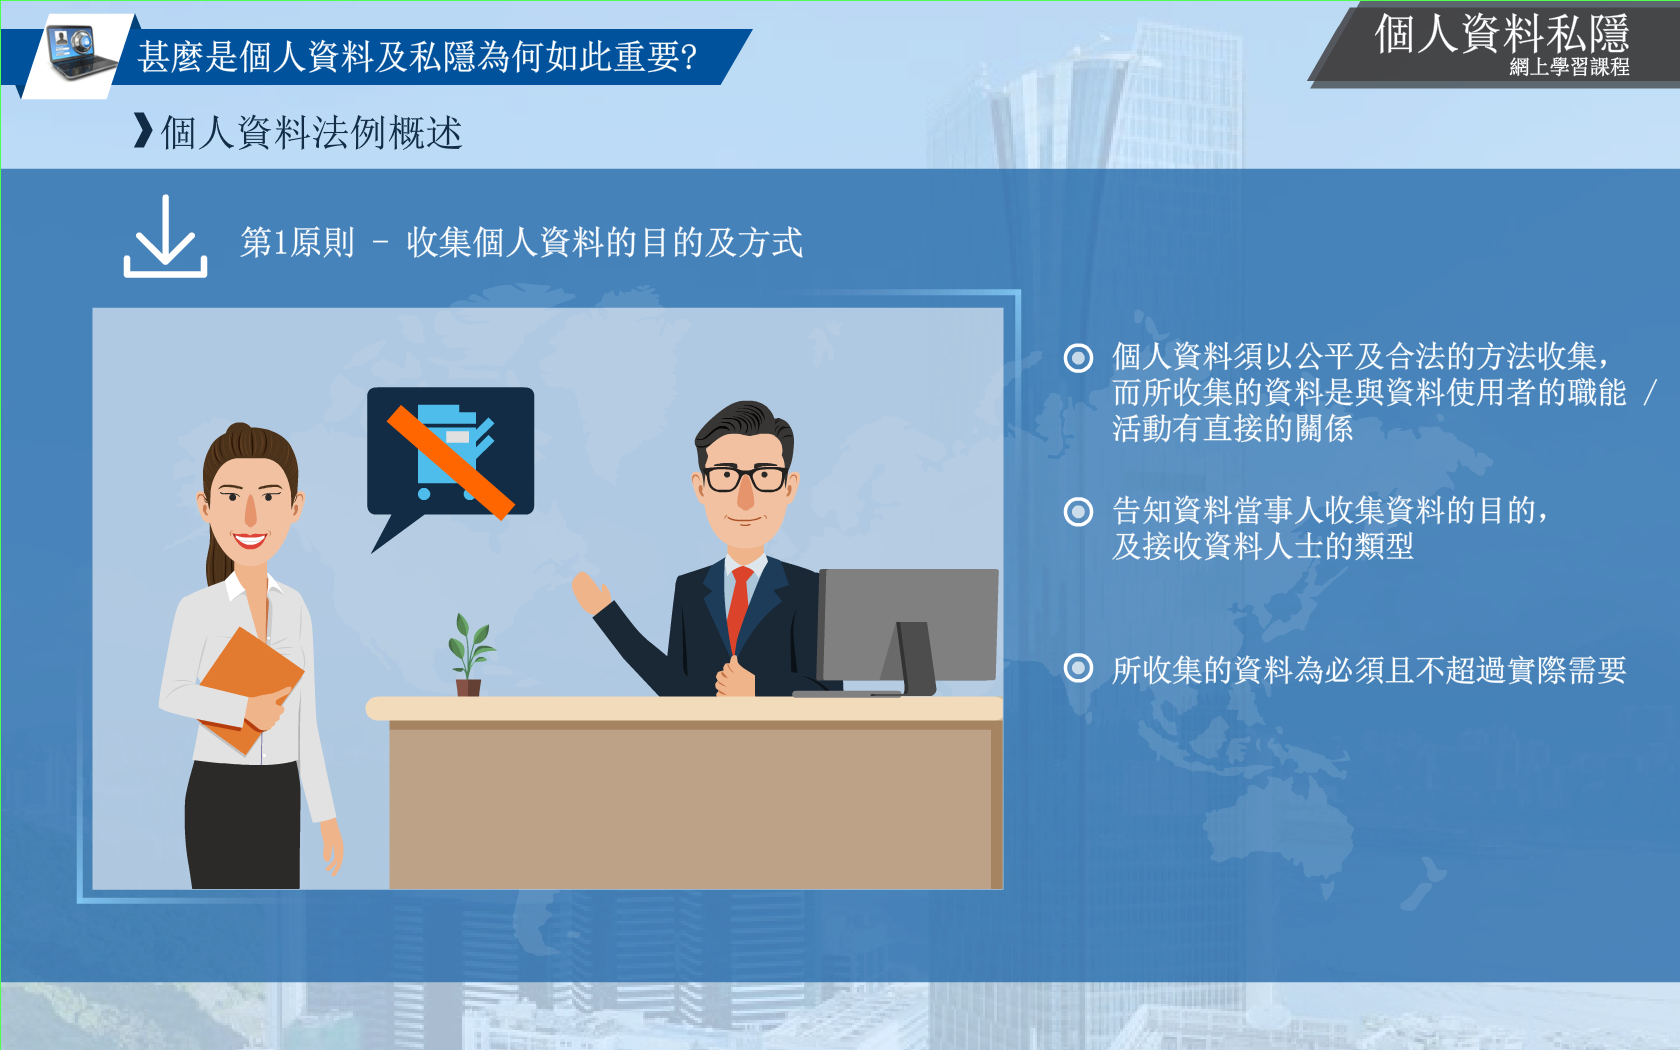 甚麼是個人資料及私隱為何如此重要?
個人資料私隱
網上學習課程
個人資料法例概述
第1原則 - 收集個人資料的目的及方式
個人資料須以公平及合法的方法收集，
而所收集的資料是與資料使用者的職能 /
活動有直接的關係
告知資料當事人收集資料的目的，
及接收資料人士的類型
所收集的資料為必須且不超過實際需要